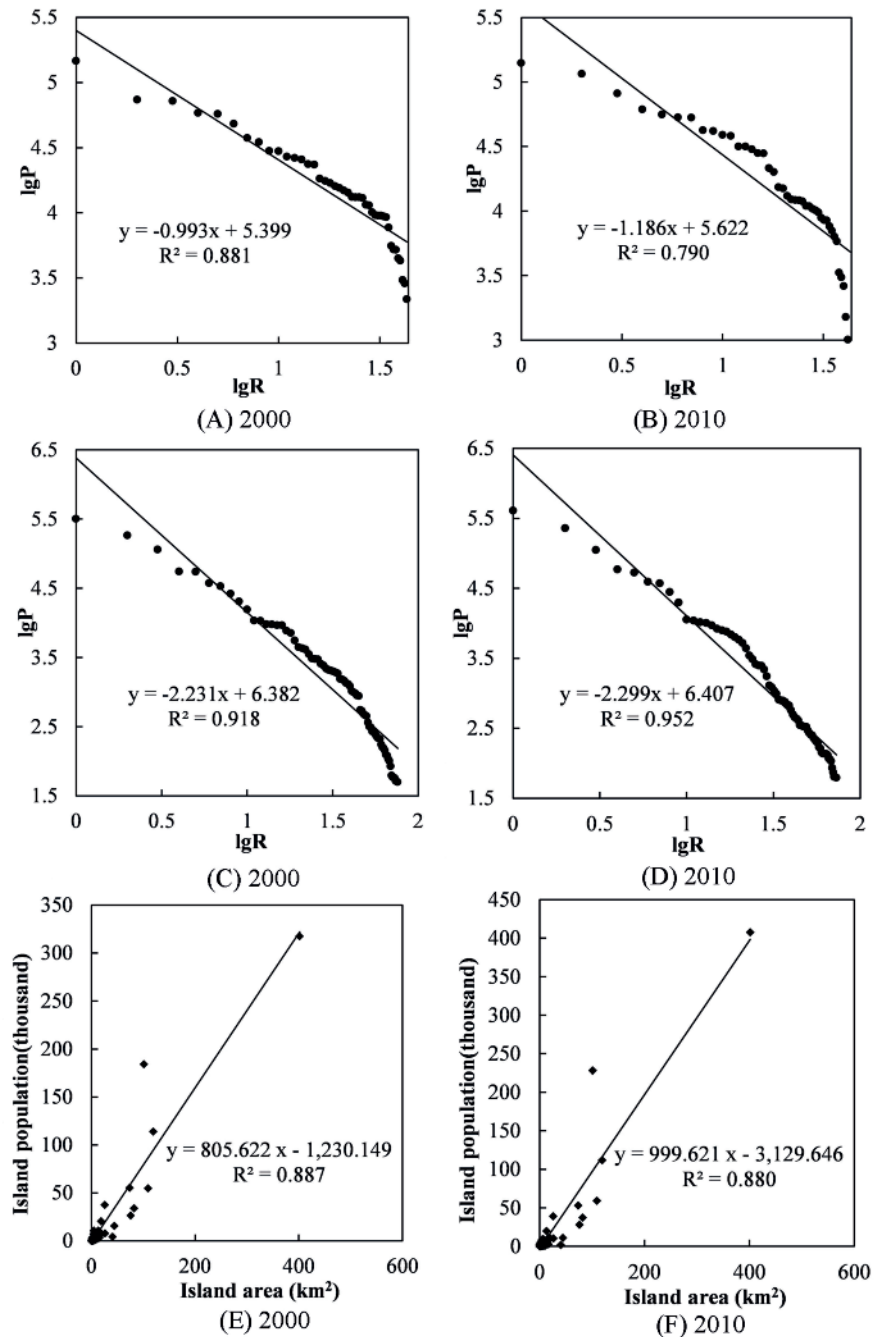 5.5
5
4.5
4
3.5
3
lgP
y = -0.993x + 5.399
R² = 0.881
0 0.5 1 1.5
lgR
(A) 2000
5.5
5
4.5
4
3.5
3
lgP
y = -1.186x + 5.622
R² = 0.790
0 0.5 1 1.5
lgR
(B) 2010
6.5
5.5
4.5
3.5
2.5
1.5
lgP
y = -2.231x + 6.382
R² = 0.918
0 0.5 1 1.5 2
lgR
(C) 2000
6.5
5.5
4.5
3.5
2.5
1.5
lgP
y = -2.299x + 6.407
R² = 0.952
0 0.5 1 1.5 2
lgR
(D) 2010
350
300
250
200
150
100
50
0
Island population(thousand)
y = 805.622 x - 1,230.149
R² = 0.887
0 200 400 600
Island area (km²)
(E) 2000
450
400
350
300
250
200
150
100
50
0
Island population(thousand)
y = 999.621 x - 3,129.646
R² = 0.880
0 200 400 600
Island area (km²)
(F) 2010